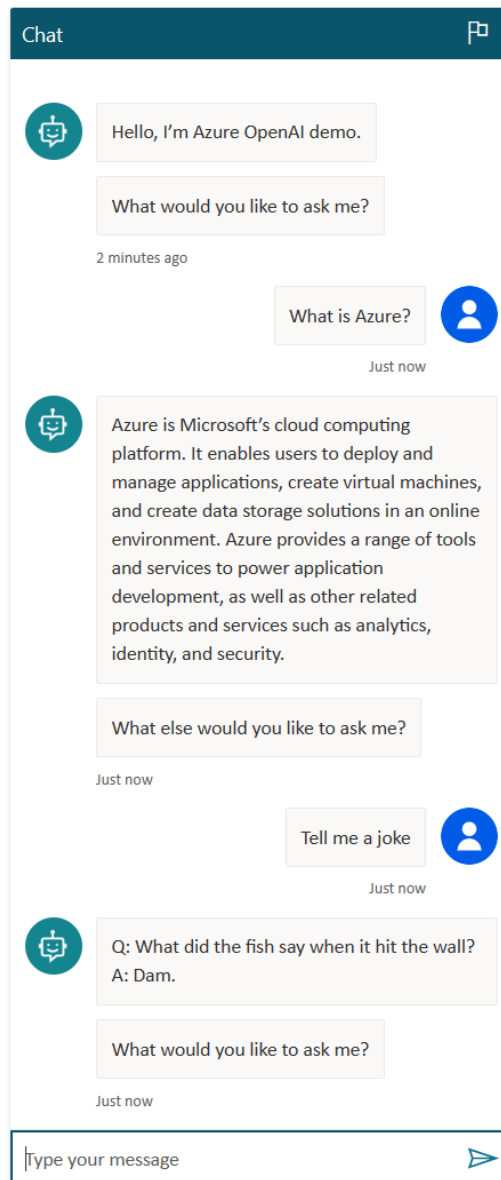 Chat
Hello, I’m Azure OpenAI demo.
What would you like to ask me?
2 minutes ago
What is Azure?
Just now
Azure is Microsoft’s cloud computing
platform. It enables users to deploy and
manage applications, create virtual machines,
and create data storage solutions in an online
environment. Azure provides a range of tools
and services to power application
development, as well as other related
products and services such as analytics,
identity, and security.
What else would you like to ask me?
Just now
Tell me a joke
Just now
Q: What did the fish say when it hit the wall?
A: Dam.
What would you like to ask me?
Just now
Type your message